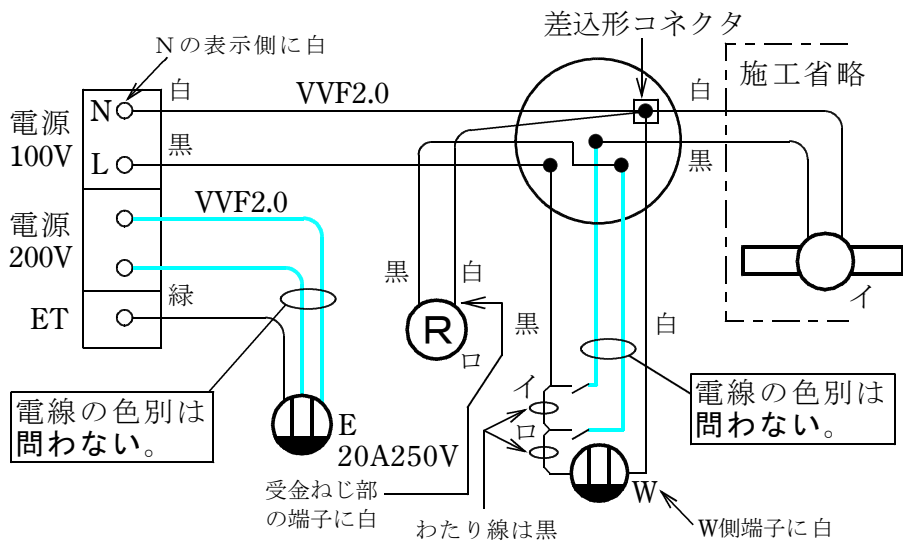 差込形コネクタ
Nの表示側に白
施工省略
白
VVF2.0
白
N
電源
100V
黒
L
黒
VVF2.0
電源
200V
黒
白
緑
イ
ET
R
黒
白
ロ
イ
電線の色別は
問わない。
電線の色別は
問わない。
ロ
E
20A250V
受金ねじ部
の端子に白
W
わたり線は黒
W側端子に白